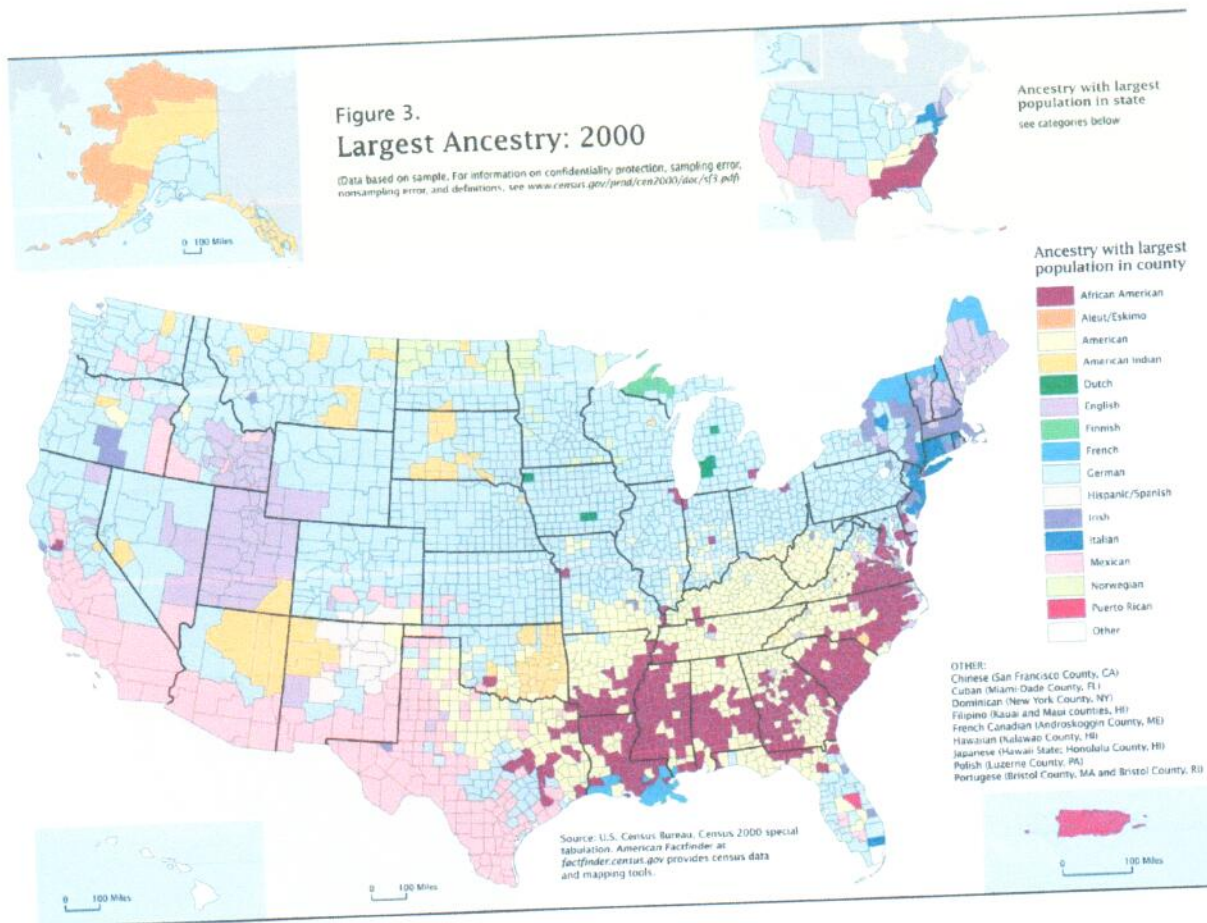 Figure 3.
Largest Ancestry: 2000
(Data based on sample. For information on confidentiality protection, sampling error,
nonsampling error, and definitions, see www.census.gov/prod/cen2000/doc/sf3.pdf)
0 100 Miles
Ancestry with largest
population in state
see categories below
Ancestry with largest
population in county
African American
Aleut/Eskimo
American
American Indian
Dutch
English
Finnish
French
German
Hispanic/Spanish
Irish
Italian
Mexican
Norwegian
Puerto Rican
Other
OTHER:
Chinese (San Francisco County, CA)
Cuban (Miami-Dade County, FL)
Dominican (New York County, NY)
Filipino (Kauai and Maui counties, HI)
French Canadian (Androskoggin County, ME)
Hawaiian (Kalawao County, HI)
Japanese (Hawaii State; Honolulu County, HI)
Polish (Luzerne County, PA)
Portugese (Bristol County, MA and Bristol County, RI)
Source: U.S. Census Bureau, Census 2000 special
tabulation. American Factfinder at
factfinder.census.gov provides census data
and mapping tools.
0 100 Miles
0 100 Miles
0 100 Miles